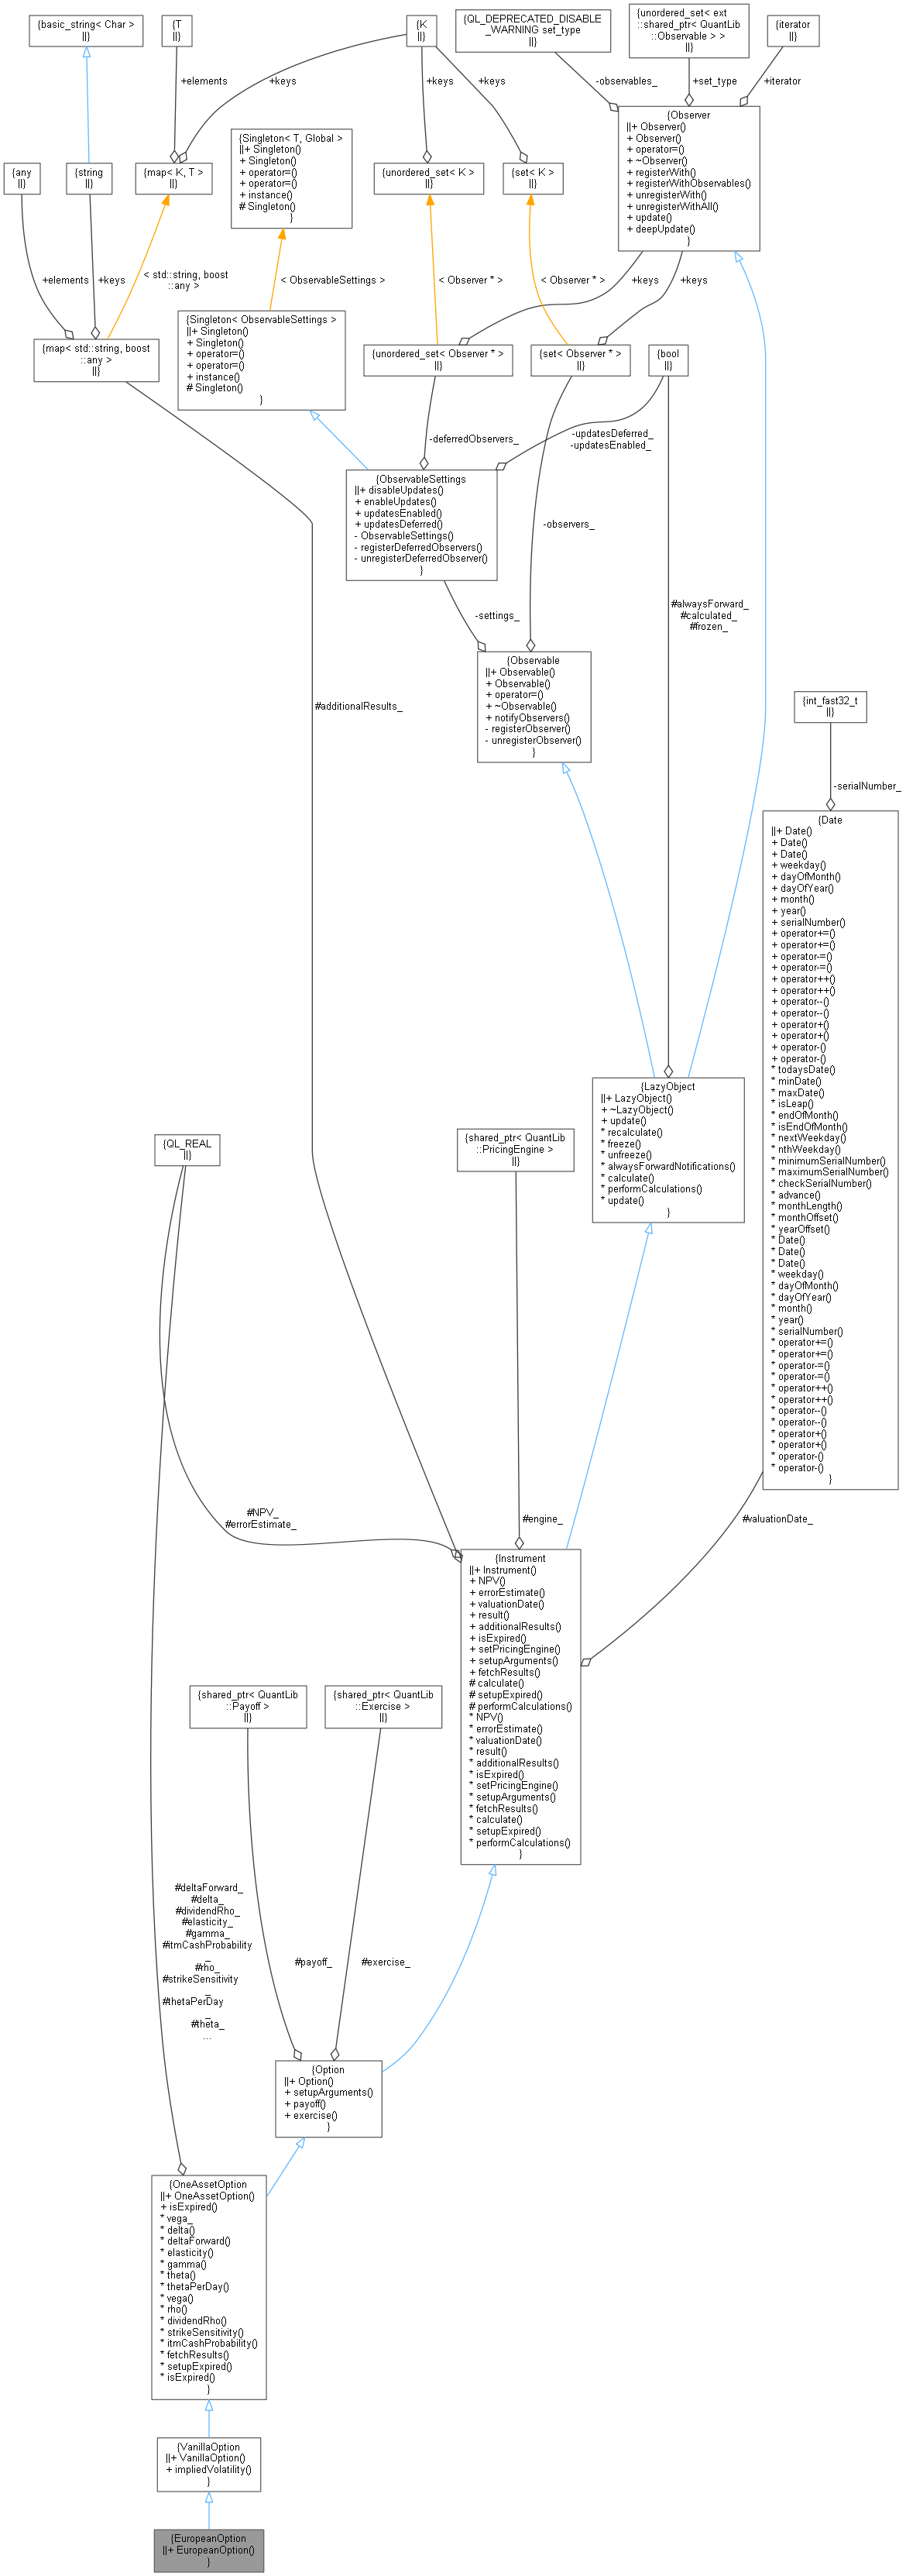 {basic_string< Char >
||}
{T
||}
{K
||}
{QL_DEPRECATED_DISABLE
_WARNING set_type
||}
{unordered_set< ext
::shared_ptr< QuantLib
::Observable > >
||}
{iterator
||}
+elements
+keys
+keys
+keys
-observables_
+set_type
+iterator
{any
||}
{string
||}
{map< K, T >
||}
{Singleton< T, Global >
||+ Singleton()
+ Singleton()
+ operator=()
+ operator=()
+ instance()
# Singleton()
}
{unordered_set< K >
||}
{set< K >
||}
{Observer
||+ Observer()
+ Observer()
+ operator=()
+ ~Observer()
+ registerWith()
+ registerWithObservables()
+ unregisterWith()
+ unregisterWithAll()
+ update()
+ deepUpdate()
}
+elements
+keys
< std::string, boost
::any >
< ObservableSettings >
< Observer * >
< Observer * >
+keys
+keys
{map< std::string, boost
::any >
||}
{Singleton< ObservableSettings >
||+ Singleton()
+ Singleton()
+ operator=()
+ operator=()
+ instance()
# Singleton()
}
{unordered_set< Observer * >
||}
{set< Observer * >
||}
{bool
||}
-deferredObservers_
-updatesDeferred_
-updatesEnabled_
{ObservableSettings
||+ disableUpdates()
+ enableUpdates()
+ updatesEnabled()
+ updatesDeferred()
- ObservableSettings()
- registerDeferredObservers()
- unregisterDeferredObserver()
}
-observers_
-settings_
#alwaysForward_
#calculated_
#frozen_
{Observable
||+ Observable()
+ Observable()
+ operator=()
+ ~Observable()
+ notifyObservers()
- registerObserver()
- unregisterObserver()
}
#additionalResults_
{int_fast32_t
||}
-serialNumber_
{Date
||+ Date()
+ Date()
+ Date()
+ weekday()
+ dayOfMonth()
+ dayOfYear()
+ month()
+ year()
+ serialNumber()
+ operator+=()
+ operator+=()
+ operator-=()
+ operator-=()
+ operator++()
+ operator++()
+ operator--()
+ operator--()
+ operator+()
+ operator+()
+ operator-()
+ operator-()
* todaysDate()
* minDate()
* maxDate()
* isLeap()
* endOfMonth()
* isEndOfMonth()
* nextWeekday()
* nthWeekday()
* minimumSerialNumber()
* maximumSerialNumber()
* checkSerialNumber()
* advance()
* monthLength()
* monthOffset()
* yearOffset()
* Date()
* Date()
* Date()
* weekday()
* dayOfMonth()
* dayOfYear()
* month()
* year()
* serialNumber()
* operator+=()
* operator+=()
* operator-=()
* operator-=()
* operator++()
* operator++()
* operator--()
* operator--()
* operator+()
* operator+()
* operator-()
* operator-()
}
{LazyObject
||+ LazyObject()
+ ~LazyObject()
+ update()
* recalculate()
* freeze()
* unfreeze()
* alwaysForwardNotifications()
* calculate()
* performCalculations()
* update()
}
{QL_REAL
||}
{shared_ptr< QuantLib
::PricingEngine >
||}
#NPV_
#errorEstimate_
#engine_
#valuationDate_
{Instrument
||+ Instrument()
+ NPV()
+ errorEstimate()
+ valuationDate()
+ result()
+ additionalResults()
+ isExpired()
+ setPricingEngine()
+ setupArguments()
+ fetchResults()
# calculate()
# setupExpired()
# performCalculations()
* NPV()
* errorEstimate()
* valuationDate()
* result()
* additionalResults()
* isExpired()
* setPricingEngine()
* setupArguments()
* fetchResults()
* calculate()
* setupExpired()
* performCalculations()
}
{shared_ptr< QuantLib
::Payoff >
||}
{shared_ptr< QuantLib
::Exercise >
||}
#deltaForward_
#delta_
#dividendRho_
#elasticity_
#gamma_
#itmCashProbability
_
#rho_
#strikeSensitivity
_
#thetaPerDay
_
#theta_
...
#payoff_
#exercise_
{Option
||+ Option()
+ setupArguments()
+ payoff()
+ exercise()
}
{OneAssetOption
||+ OneAssetOption()
+ isExpired()
* vega_
* delta()
* deltaForward()
* elasticity()
* gamma()
* theta()
* thetaPerDay()
* vega()
* rho()
* dividendRho()
* strikeSensitivity()
* itmCashProbability()
* fetchResults()
* setupExpired()
* isExpired()
}
{VanillaOption
||+ VanillaOption()
+ impliedVolatility()
}
{EuropeanOption
||+ EuropeanOption()
}